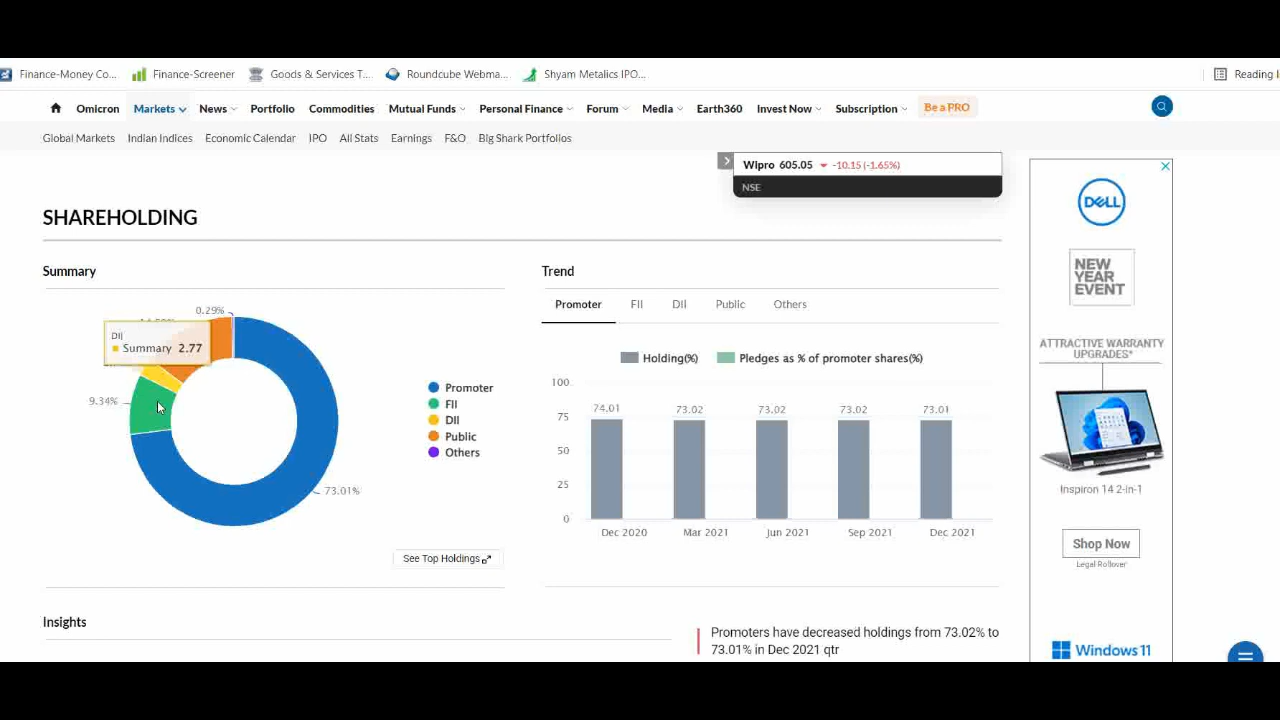 Finance-Money Co... Finance-Screener Goods & Services T... Roundcube Webma... Shyam Metalics IPO... Reading
Omicron Markets News Portfolio Commodities Mutual Funds Personal Finance Forum Media Earth360 Invest Now Subscription Be a PRO
Global Markets Indian Indices Economic Calendar IPO All Stats Earnings F&O Big Shark Portfolios
Wipro 605.05 -10.15 (-1.65%)
NSE
SHAREHOLDING
Summary
0.29%
DII
Summary 2.77
9.34%
73.01%
Promoter
FII
DII
Public
Others
See Top Holdings
Trend
Promoter FII DII Public Others
Holding(%) Pledges as % of promoter shares(%)
100
75
50
25
0
74.01 73.02 73.02 73.02 73.01
Dec 2020 Mar 2021 Jun 2021 Sep 2021 Dec 2021
Insights
Promoters have decreased holdings from 73.02% to
73.01% in Dec 2021 qtr
DELL
NEW
YEAR
EVENT
ATTRACTIVE WARRANTY
UPGRADES*
Inspiron 14 2-in-1
Shop Now
Legal Rollover
Windows 11